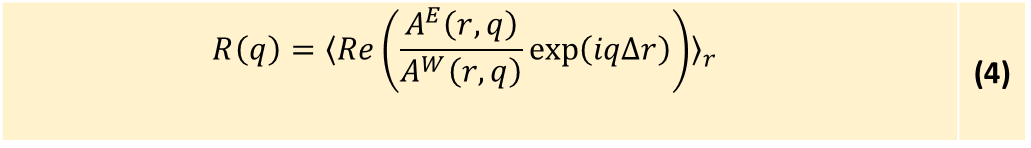 R(q) = ⟨Re(A^E(r,q)/A^W(r,q) exp(iqΔr))⟩_r (4)